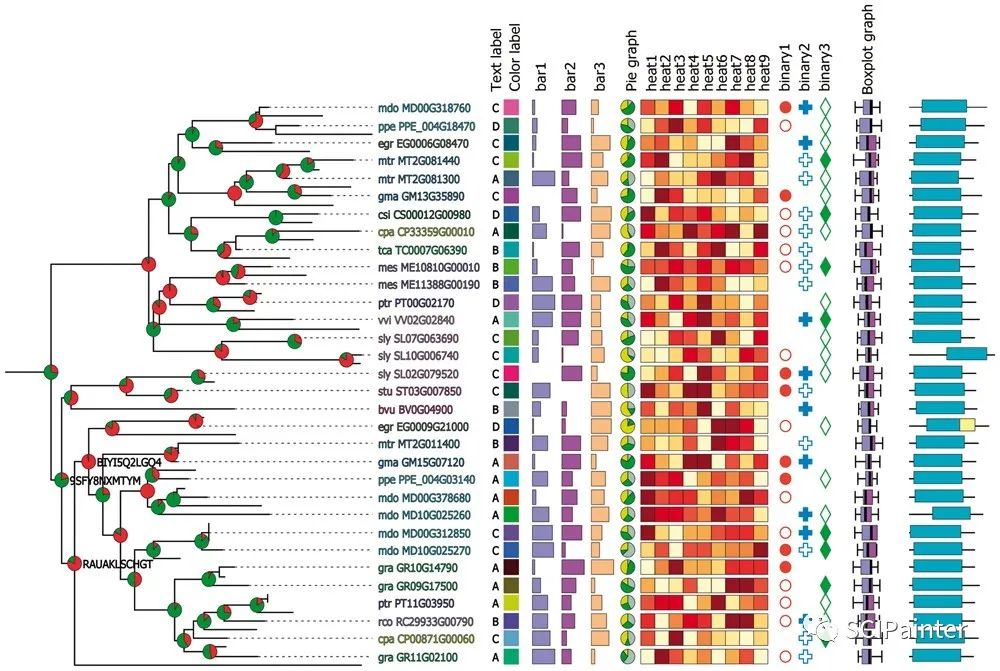 Text label
Color label
bar1
bar2
bar3
Pie graph
heat1
heat2
heat3
heat4
heat5
heat6
heat7
heat8
heat9
binary1
binary2
binary3
Boxplot graph
mdo MD00G318760 C
ppe PPE_004G18470 D
egr EG0006G08470 C
mtr MT2G081440 C
mtr MT2G081300 A
gma GM13G35890 C
csi CS00012G00980 D
cpa CP33359G00010 A
tca TC0007G06390 B
mes ME10810G00010 B
mes ME11388G00190 B
ptr PT00G02170 D
vvi VV02G02840 A
sly SL07G063690 C
sly SL10G006740 C
sly SL02G079520 C
stu ST03G007850 C
bvu BV0G04900 B
egr EG0009G21000 D
mtr MT2G011400 B
BIYI5Q2LGO4 gma GM15G07120 A
9SFY8NXMTYM ppe PPE_004G03140 A
mdo MD00G378680 A
mdo MD10G025260 A
mdo MD00G312850 C
mdo MD10G025270 C
RAUAKLSCHGT gra GR10G14790 A
gra GR09G17500 A
ptr PT11G03950 A
rco RC29933G00790 B
cpa CP00871G00060 C
gra GR11G02100 A
SCIPainter